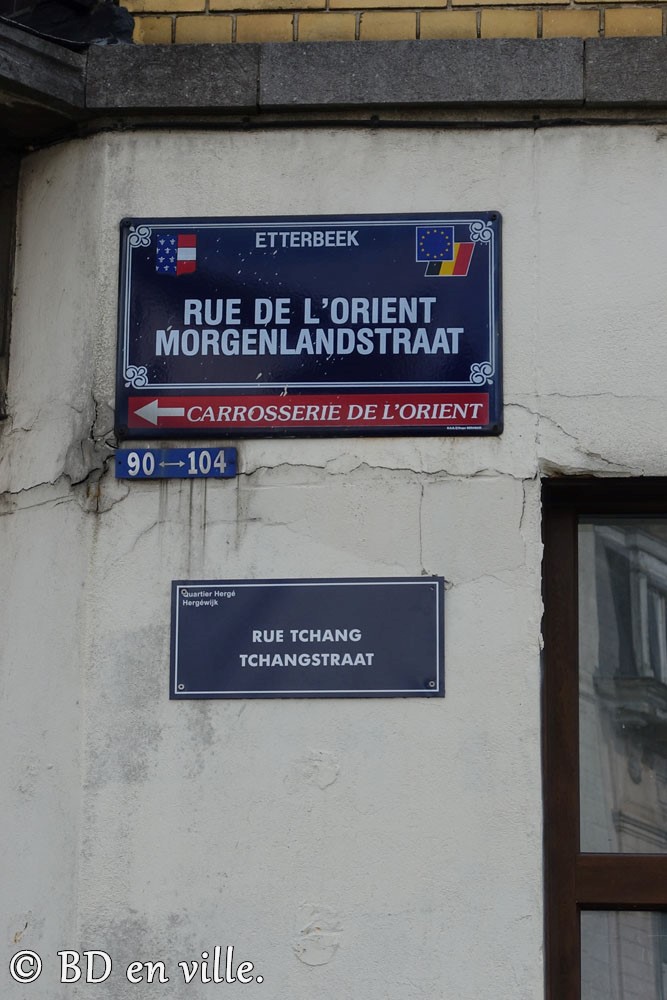 ETTERBEEK
RUE DE L'ORIENT
MORGENLANDSTRAAT
CARROSSERIE DE L'ORIENT
90 ↔ 104
Quartier Hergé
Hergéwijk
RUE TCHANG
TCHANGSTRAAT
© BD en ville.